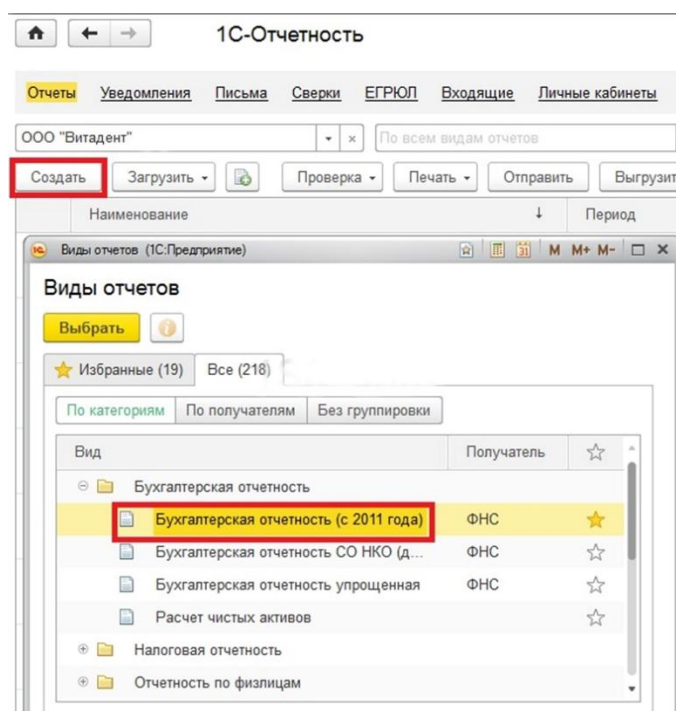 1С-Отчетность
Отчеты Уведомления Письма Сверки ЕГРЮЛ Входящие Личные кабинеты
ООО "Витадент" По всем видам отчетов
Создать Загрузить Проверка Печать Отправить Выгрузит
Наименование ↓ Период
Виды отчетов (1С:Предприятие) 31 M M+ M-
Виды отчетов
Выбрать
Избранные (19) Все (218)
По категориям По получателям Без группировки
Вид Получатель
Бухгалтерская отчетность
Бухгалтерская отчетность (с 2011 года) ФНС
Бухгалтерская отчетность СО НКО (д... ФНС
Бухгалтерская отчетность упрощенная ФНС
Расчет чистых активов
Налоговая отчетность
Отчетность по физлицам